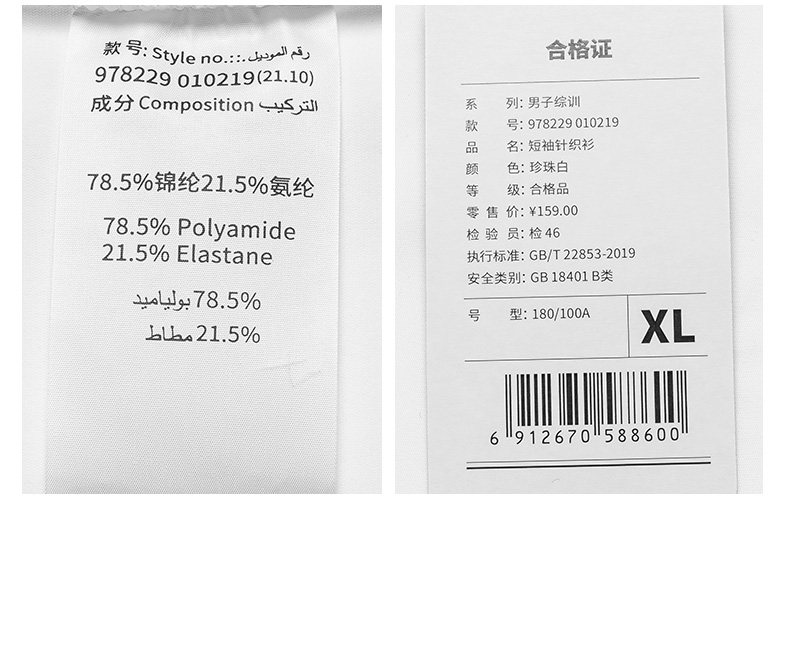 款号: Style no.::. رقم الموديل
978229 010219(21.10)
成分 Composition التركيب
78.5%锦纶21.5%氨纶
78.5% Polyamide
21.5% Elastane
78.5% بولياميد
21.5% مطاط
合格证
系列: 男子综训
款号: 978229 010219
品名: 短袖针织衫
颜色: 珍珠白
等级: 合格品
零售价: ¥159.00
检验员: 检 46
执行标准: GB/T 22853-2019
安全类别: GB 18401 B类
号型: 180/100A
XL
6 912670 588600